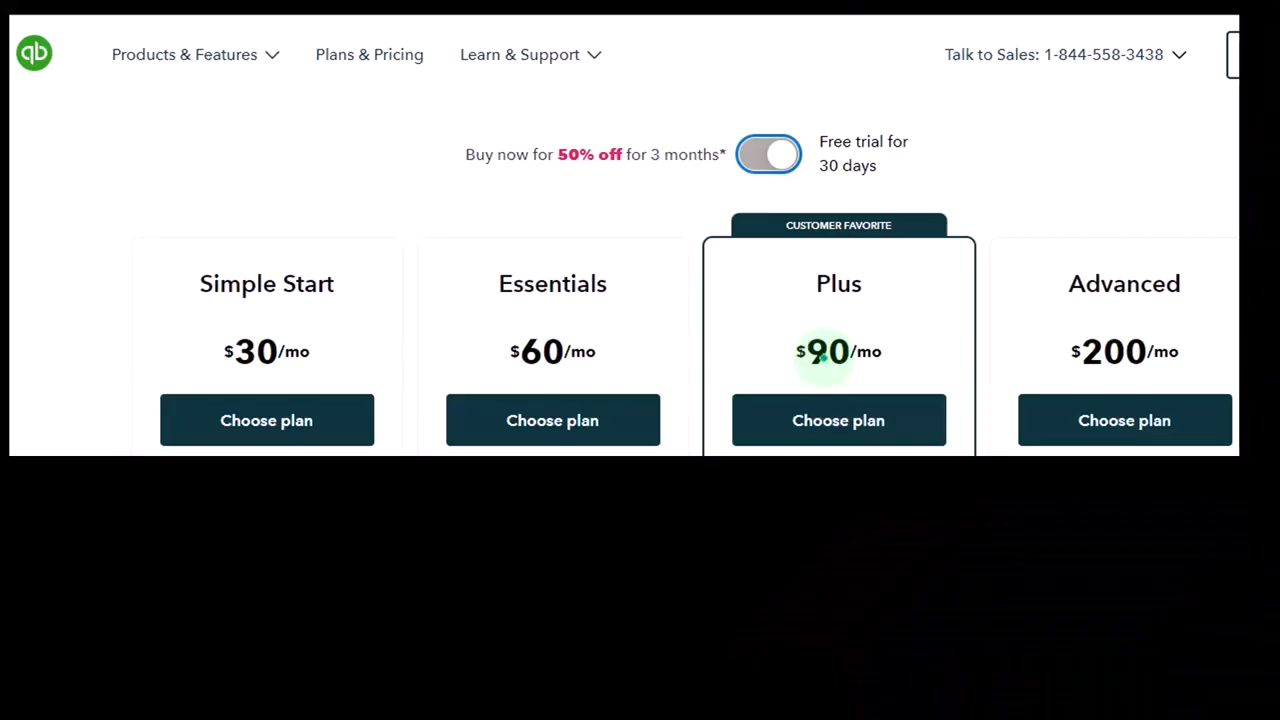 qb
Products & Features
Plans & Pricing
Learn & Support
Talk to Sales: 1-844-558-3438
Buy now for 50% off for 3 months*
Free trial for
30 days
CUSTOMER FAVORITE
Simple Start
Essentials
Plus
Advanced
$30/mo
$60/mo
$90/mo
$200/mo
Choose plan
Choose plan
Choose plan
Choose plan